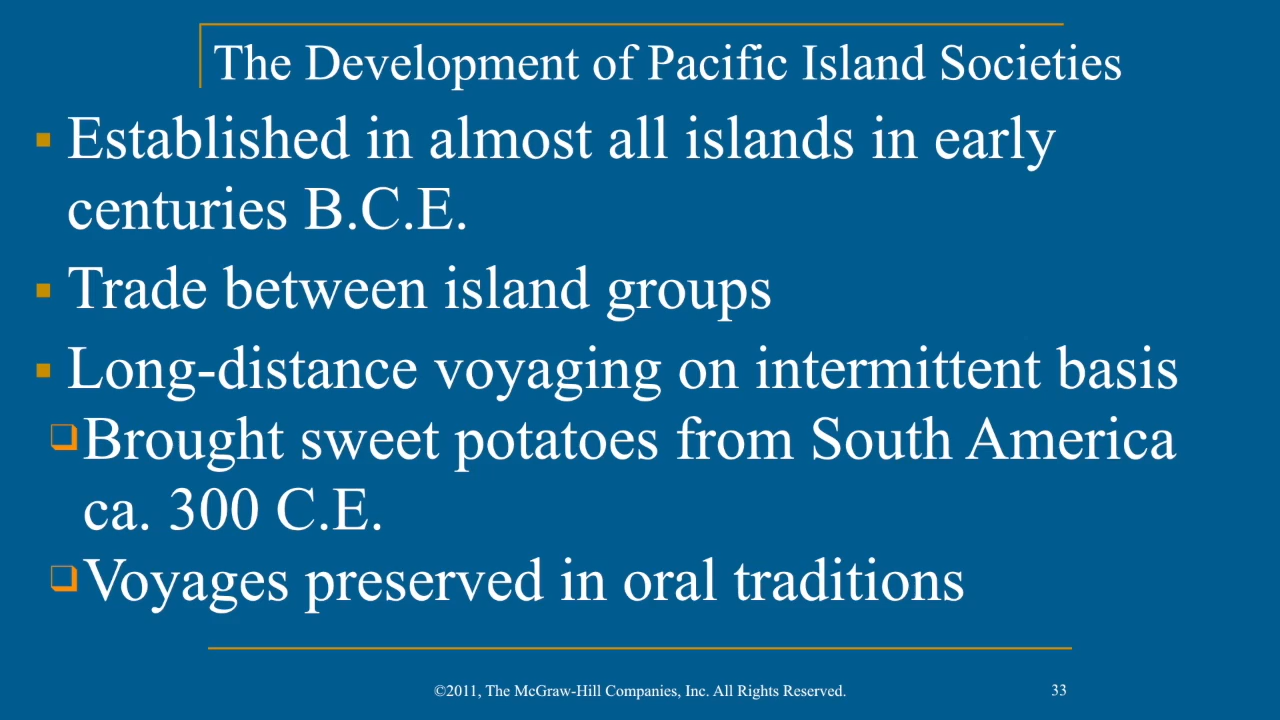 The Development of Pacific Island Societies
Established in almost all islands in early
centuries B.C.E.
Trade between island groups
Long-distance voyaging on intermittent basis
Brought sweet potatoes from South America
ca. 300 C.E.
Voyages preserved in oral traditions
©2011, The McGraw-Hill Companies, Inc. All Rights Reserved.
33